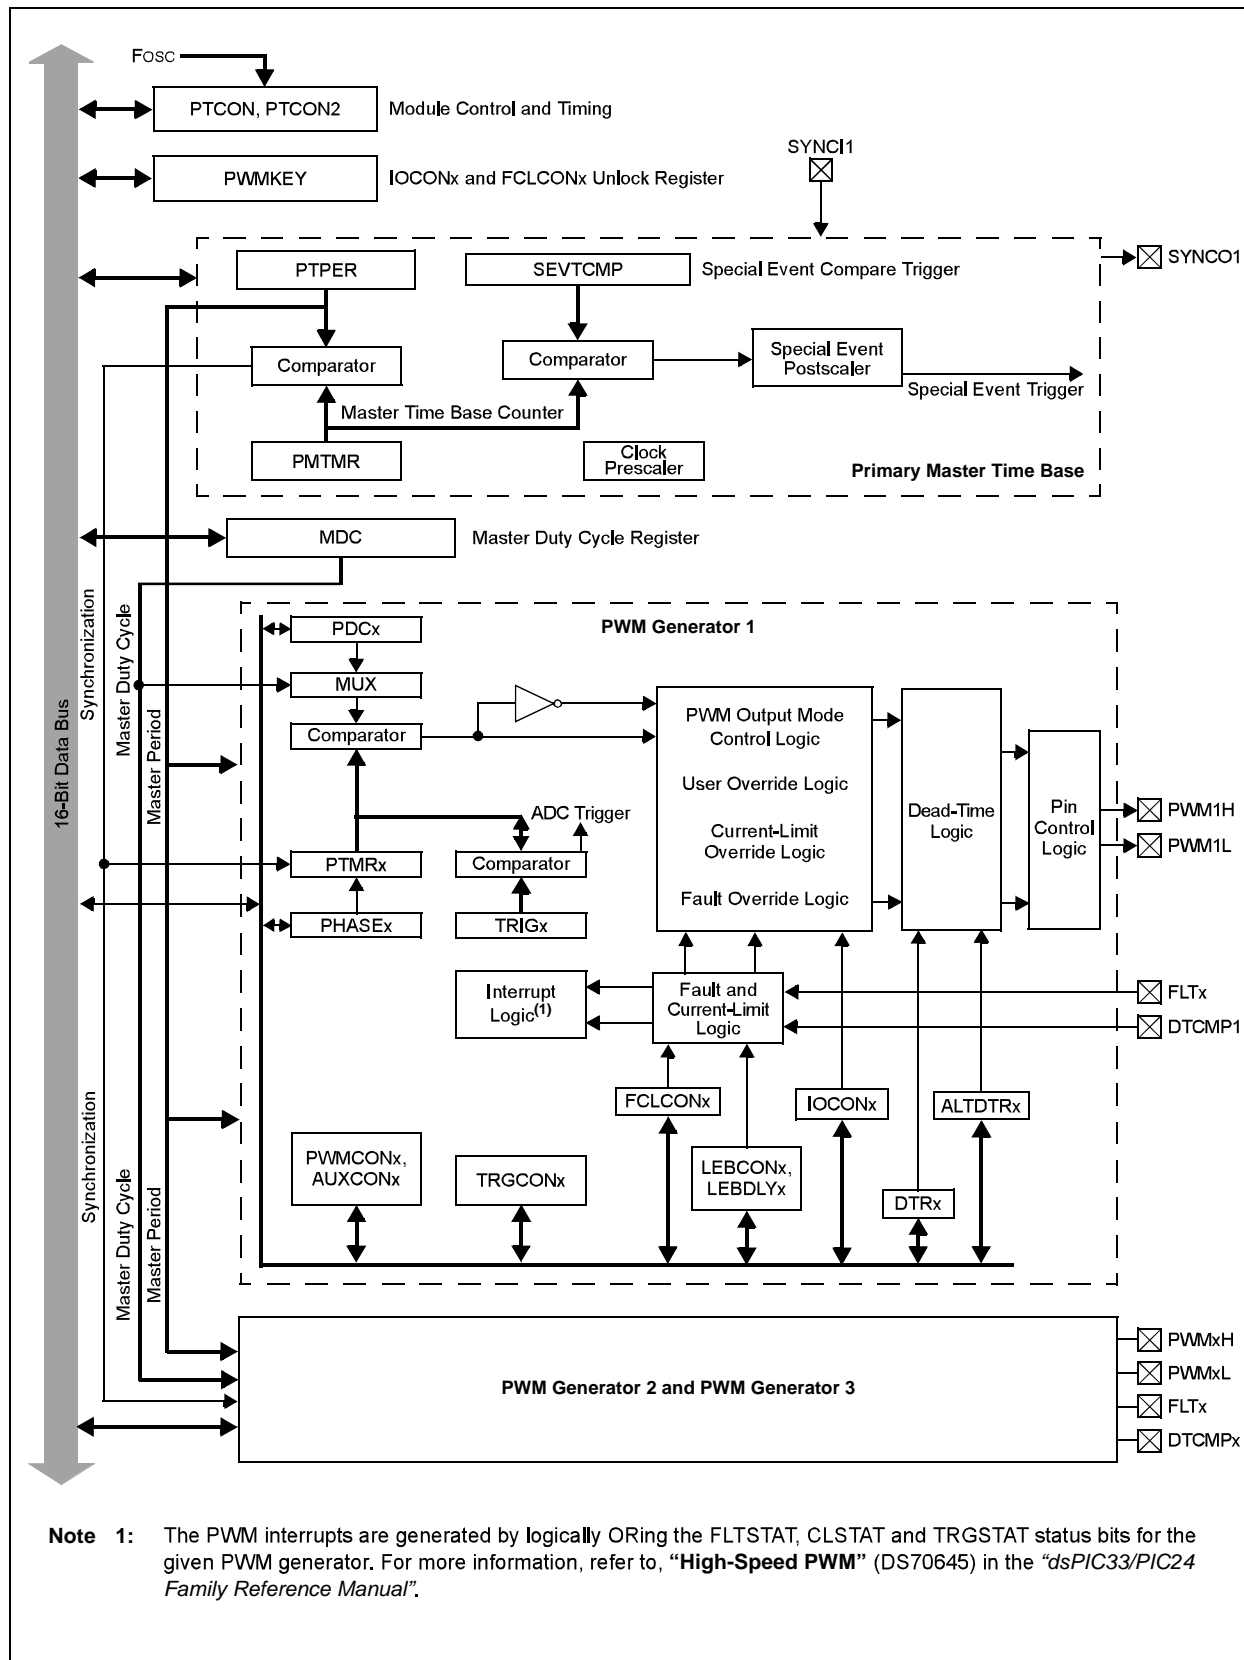 FOSC
PTCON, PTCON2
Module Control and Timing
SYNCI1
PWMKEY
IOCONx and FCLCONx Unlock Register
PTPER
SEVTCMP
Special Event Compare Trigger
SYNCO1
Comparator
Comparator
Special Event
Postscaler
Special Event Trigger
Master Time Base Counter
PMTMR
Clock
Prescaler
Primary Master Time Base
MDC
Master Duty Cycle Register
16-Bit Data Bus
Synchronization
Master Duty Cycle
Master Period
PWM Generator 1
PDCx
MUX
Comparator
PWM Output Mode
Control Logic
User Override Logic
Current-Limit
Override Logic
Fault Override Logic
Dead-Time
Logic
Pin
Control
Logic
PWM1H
PWM1L
ADC Trigger
PTMRx
Comparator
PHASEx
TRIGx
Interrupt
Logic(1)
Fault and
Current-Limit
Logic
FLTx
DTCMP1
FCLCONx
IOCONx
ALTDTRx
PWMCONx,
AUXCONx
TRGCONx
LEBCONx,
LEBDLYx
DTRx
Synchronization
Master Duty Cycle
Master Period
PWM Generator 2 and PWM Generator 3
PWMxH
PWMxL
FLTx
DTCMPx
Note 1: The PWM interrupts are generated by logically ORing the FLTSTAT, CLSTAT and TRGSTAT status bits for the
given PWM generator. For more information, refer to, “High-Speed PWM” (DS70645) in the “dsPIC33/PIC24
Family Reference Manual”.